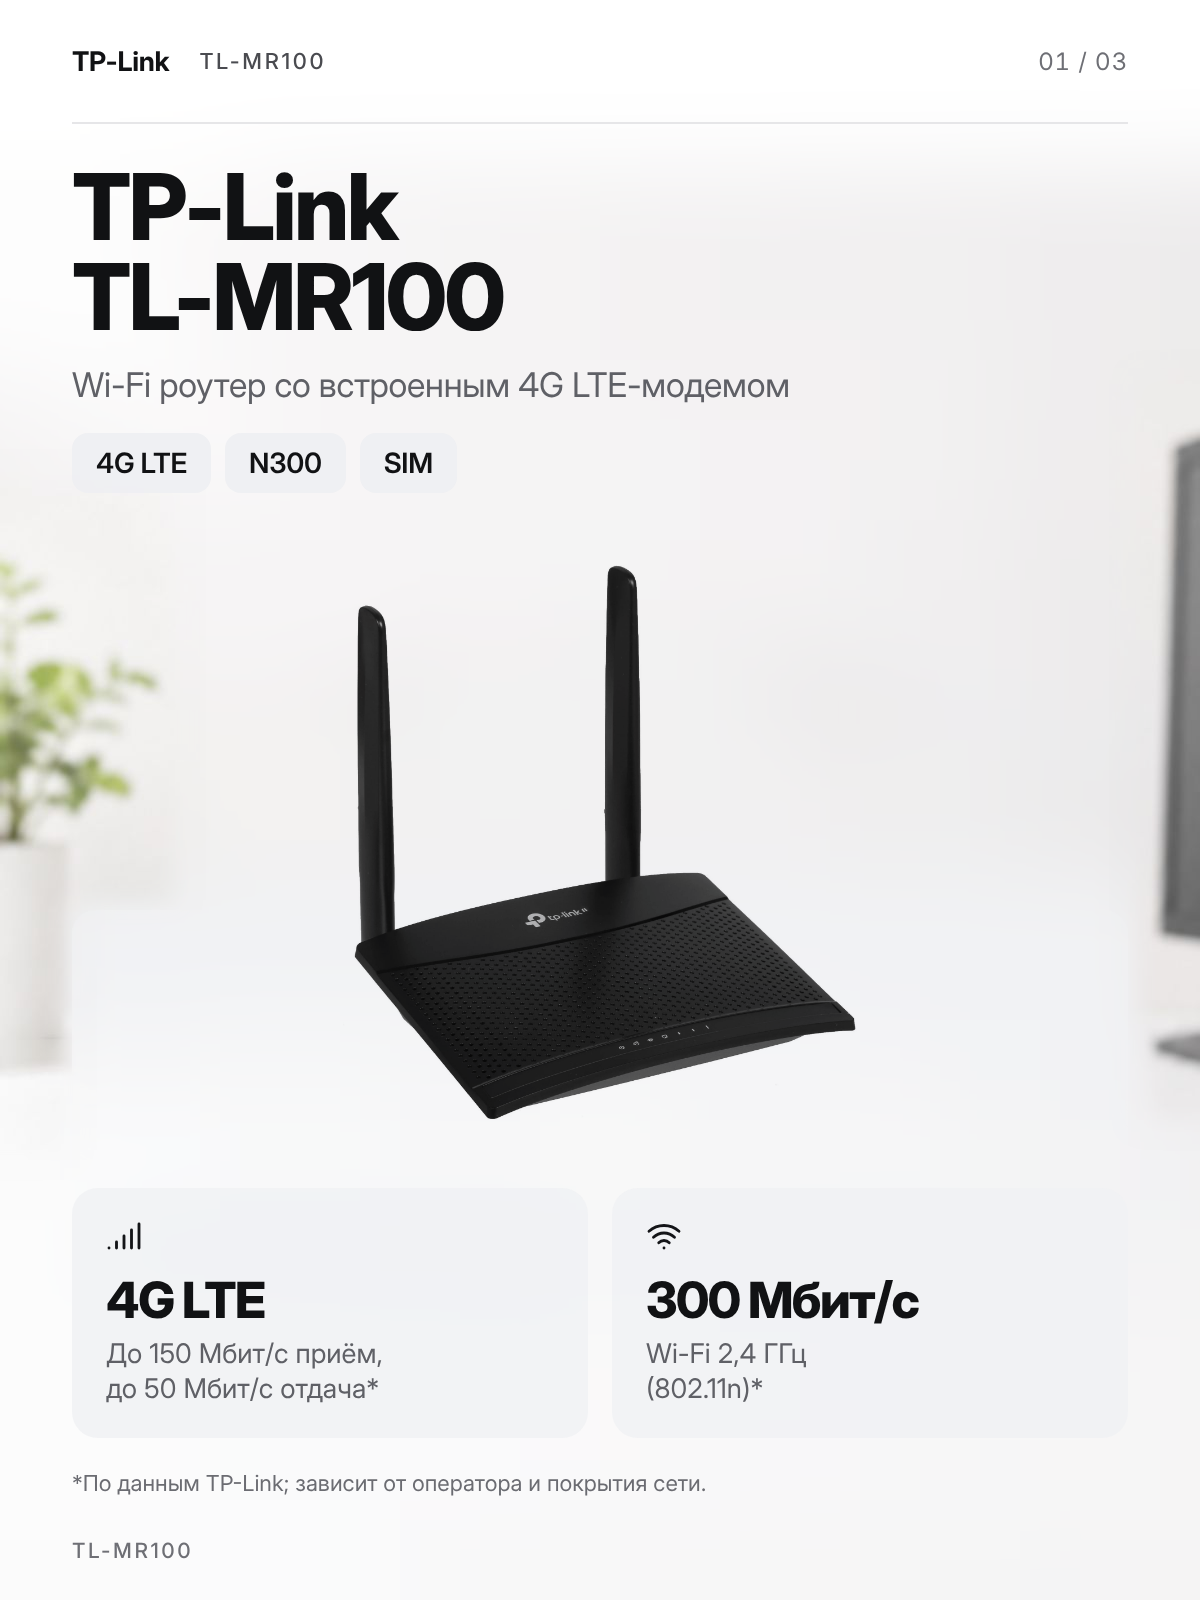 TP-Link TL-MR100 01 / 03
TP-Link
TL-MR100
Wi-Fi роутер со встроенным 4G LTE-модемом
4G LTE N300 SIM
tp-link
4G LTE
До 150 Мбит/с приём,
до 50 Мбит/с отдача*
300 Мбит/с
Wi-Fi 2,4 ГГц
(802.11n)*
*По данным TP-Link; зависит от оператора и покрытия сети.
TL-MR100